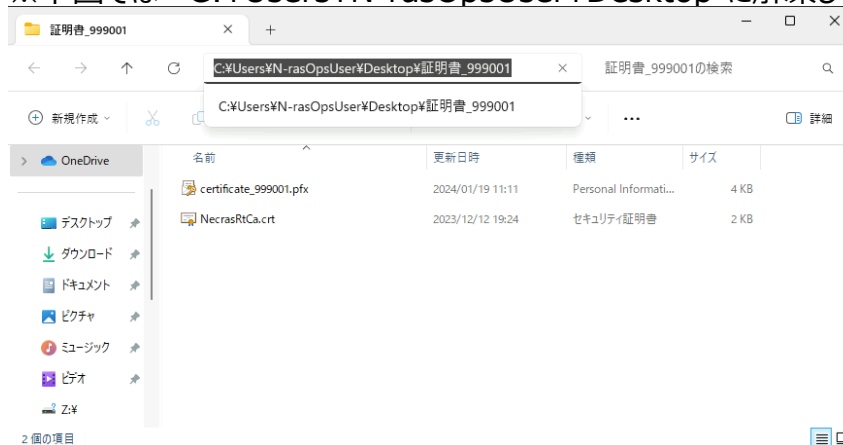 証明書_999001
C:¥Users¥N-rasOpsUser¥Desktop¥証明書_999001
証明書_999001の検索
C:¥Users¥N-rasOpsUser¥Desktop¥証明書_999001
新規作成
詳細
OneDrive
名前 更新日時 種類 サイズ
certificate_999001.pfx 2024/01/19 11:11 Personal Informati... 4 KB
NecrasRtCa.crt 2023/12/12 19:24 セキュリティ証明書 2 KB
デスクトップ
ダウンロード
ドキュメント
ピクチャ
ミュージック
ビデオ
Z:¥
2 個の項目